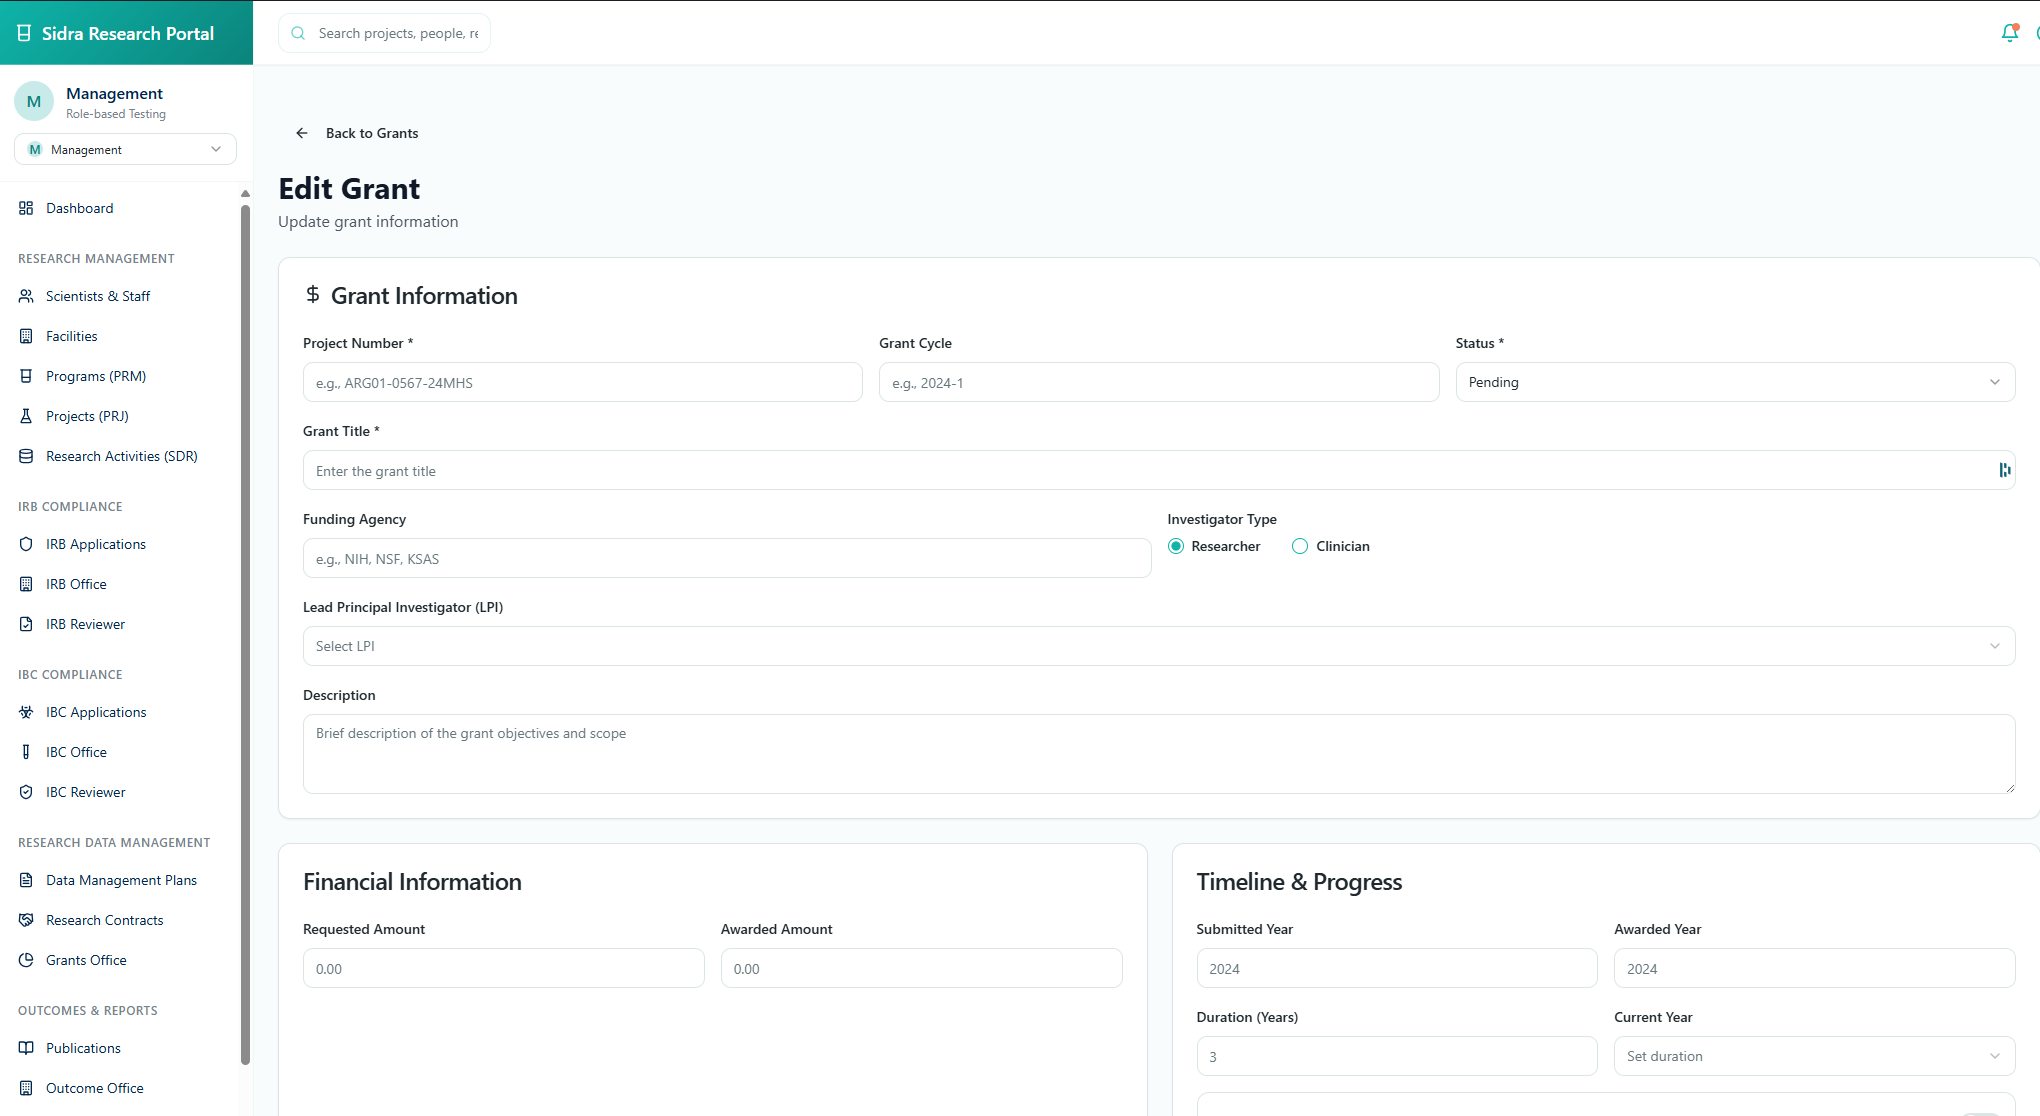 Sidra Research Portal
Search projects, people, re
M
Management
Role-based Testing
M Management
Dashboard
RESEARCH MANAGEMENT
Scientists & Staff
Facilities
Programs (PRM)
Projects (PRJ)
Research Activities (SDR)
IRB COMPLIANCE
IRB Applications
IRB Office
IRB Reviewer
IBC COMPLIANCE
IBC Applications
IBC Office
IBC Reviewer
RESEARCH DATA MANAGEMENT
Data Management Plans
Research Contracts
Grants Office
OUTCOMES & REPORTS
Publications
Outcome Office
Back to Grants
Edit Grant
Update grant information
$ Grant Information
Project Number *
e.g., ARG01-0567-24MHS
Grant Cycle
e.g., 2024-1
Status *
Pending
Grant Title *
Enter the grant title
Funding Agency
e.g., NIH, NSF, KSAS
Investigator Type
Researcher
Clinician
Lead Principal Investigator (LPI)
Select LPI
Description
Brief description of the grant objectives and scope
Financial Information
Requested Amount
0.00
Awarded Amount
0.00
Timeline & Progress
Submitted Year
2024
Awarded Year
2024
Duration (Years)
3
Current Year
Set duration